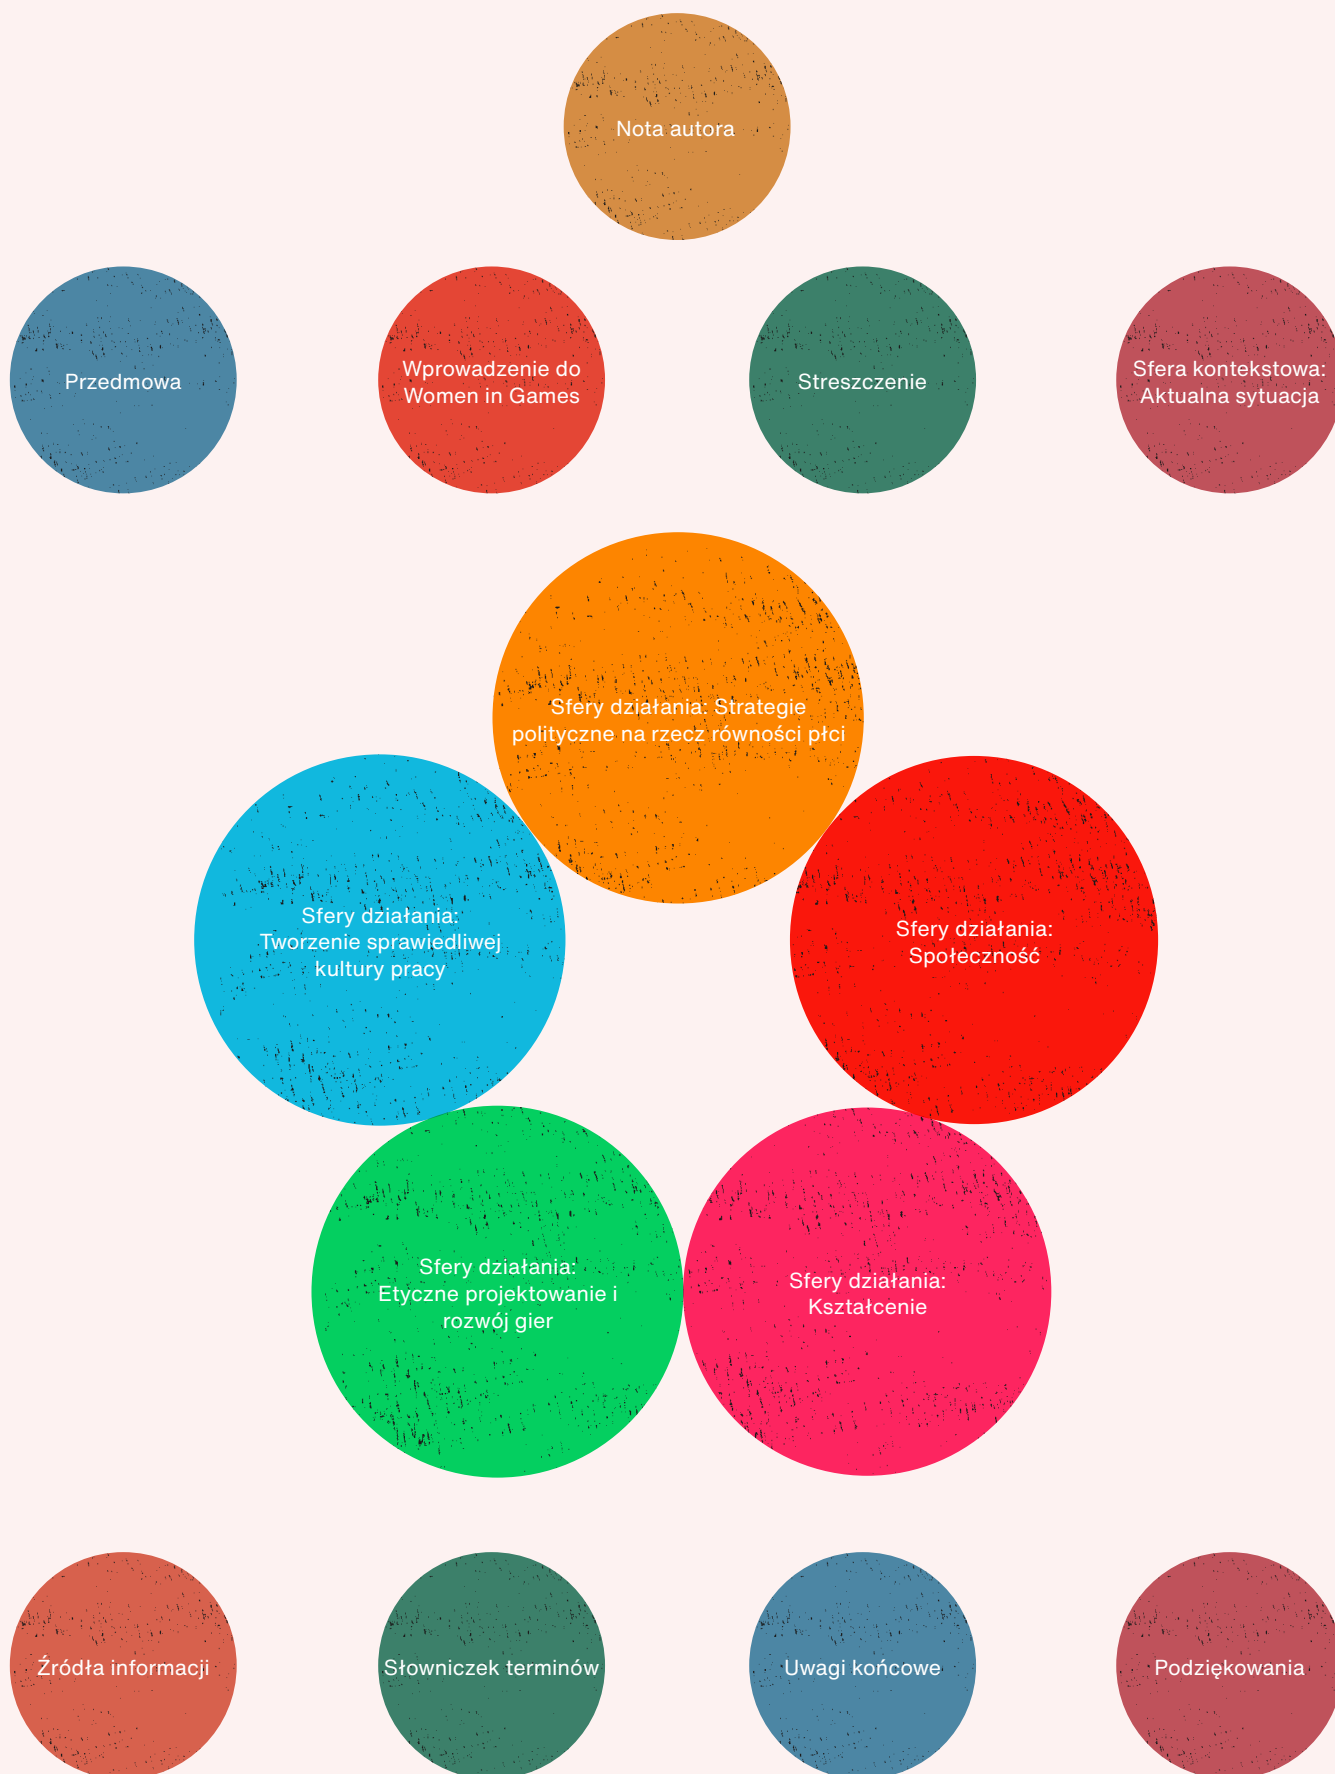 Nota autora
Przedmowa
Wprowadzenie do
Women in Games
Streszczenie
Sfera kontekstowa:
Aktualna sytuacja
Sfery działania: Strategie
polityczne na rzecz równości płci
Sfery działania:
Tworzenie sprawiedliwej
kultury pracy
Sfery działania:
Społeczność
Sfery działania:
Etyczne projektowanie i
rozwój gier
Sfery działania:
Kształcenie
Źródła informacji
Słowniczek terminów
Uwagi końcowe
Podziękowania